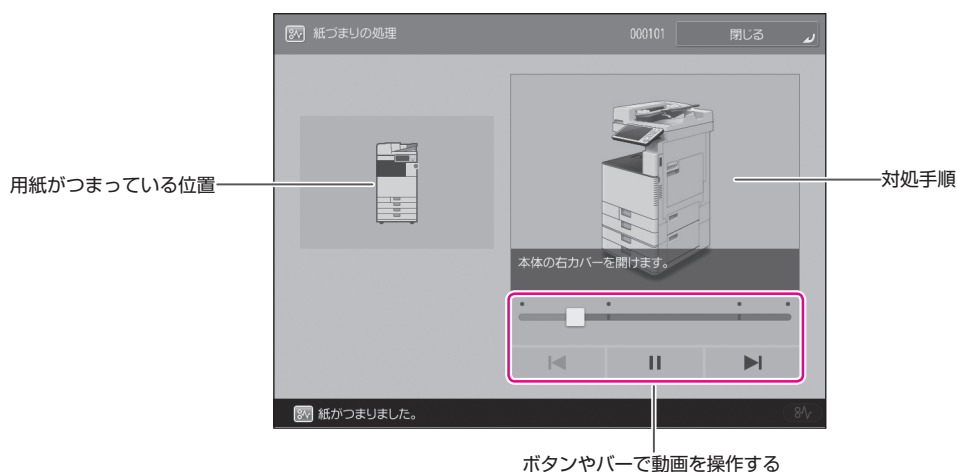 紙づまりの処理
000101
閉じる
用紙がつまっている位置
対処手順
本体の右カバーを開けます。
紙がつまりました。
ボタンやバーで動画を操作する